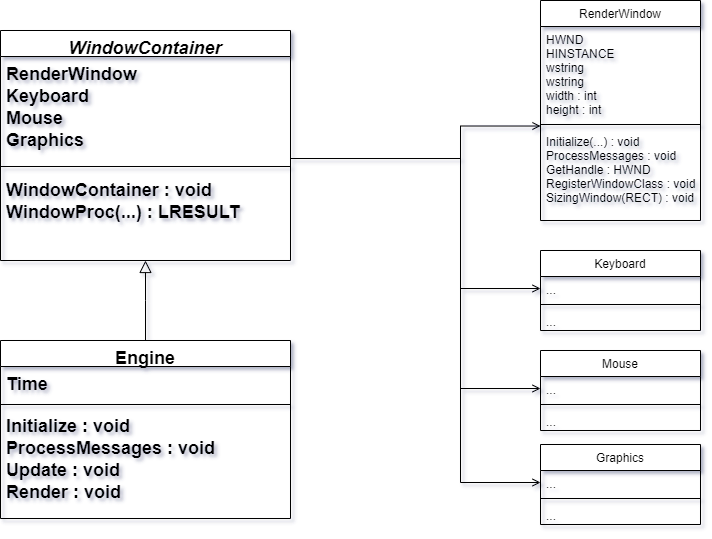 WindowContainer
RenderWindow
Keyboard
Mouse
Graphics
WindowContainer : void
WindowProc(...) : LRESULT
Engine
Time
Initialize : void
ProcessMessages : void
Update : void
Render : void
RenderWindow
HWND
HINSTANCE
wstring
wstring
width : int
height : int
Initialize(...) : void
ProcessMessages : void
GetHandle : HWND
RegisterWindowClass : void
SizingWindow(RECT) : void
Keyboard
...
...
Mouse
...
...
Graphics
...
...